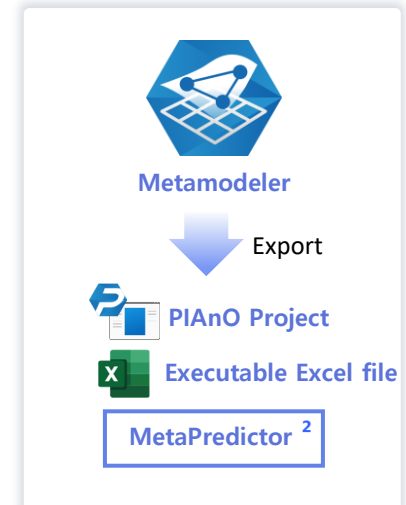 Metamodeler
Export
PIAnO Project
X
Executable Excel file
MetaPredictor 2